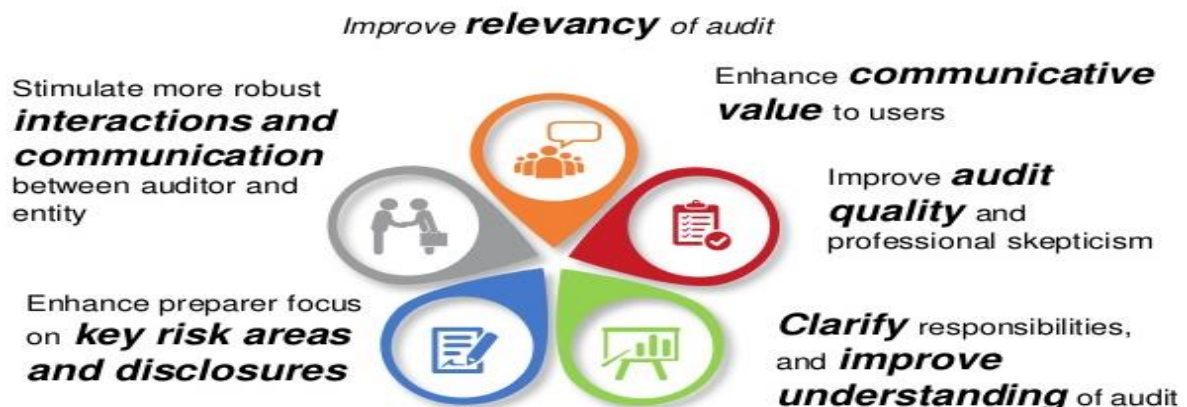 Improve relevancy of audit
Stimulate more robust
interactions and
communication
between auditor and
entity
Enhance communicative
value to users
Improve audit
quality and
professional skepticism
Enhance preparer focus
on key risk areas
and disclosures
Clarify responsibilities,
and improve
understanding of audit